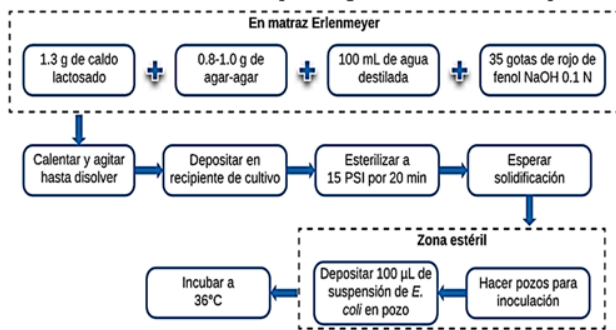 En matraz Erlenmeyer
1.3 g de caldo
lactosado
+
0.8-1.0 g de
agar-agar
+
100 mL de agua
destilada
+
35 gotas de rojo de
fenol NaOH 0.1 N
Calentar y agitar
hasta disolver
Depositar en
recipiente de cultivo
Esterilizar a
15 PSI por 20 min
Esperar
solidificación
Zona estéril
Hacer pozos para
inoculación
Depositar 100 µL de
suspensión de E.
coli en pozo
Incubar a
36°C